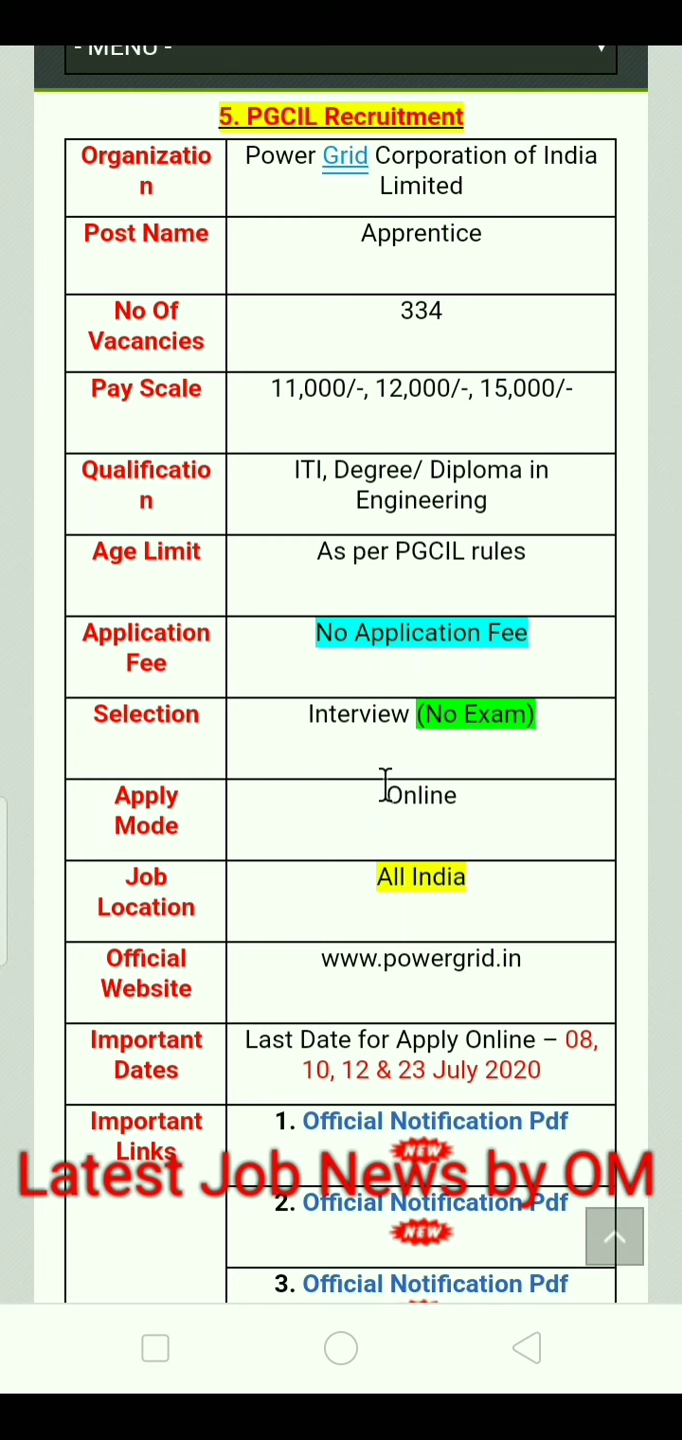 - MENU -
5. PGCIL Recruitment
Organizatio
n
Power Grid Corporation of India
Limited
Post Name
Apprentice
No Of
Vacancies
334
Pay Scale
11,000/-, 12,000/-, 15,000/-
Qualificatio
n
ITI, Degree/ Diploma in
Engineering
Age Limit
As per PGCIL rules
Application
Fee
No Application Fee
Selection
Interview (No Exam)
Apply
Mode
Online
Job
Location
All India
Official
Website
www.powergrid.in
Important
Dates
Last Date for Apply Online – 08,
10, 12 & 23 July 2020
Important
Links
1. Official Notification Pdf
NEW
Latest Job News by OM
2. Official Notification Pdf
NEW
3. Official Notification Pdf